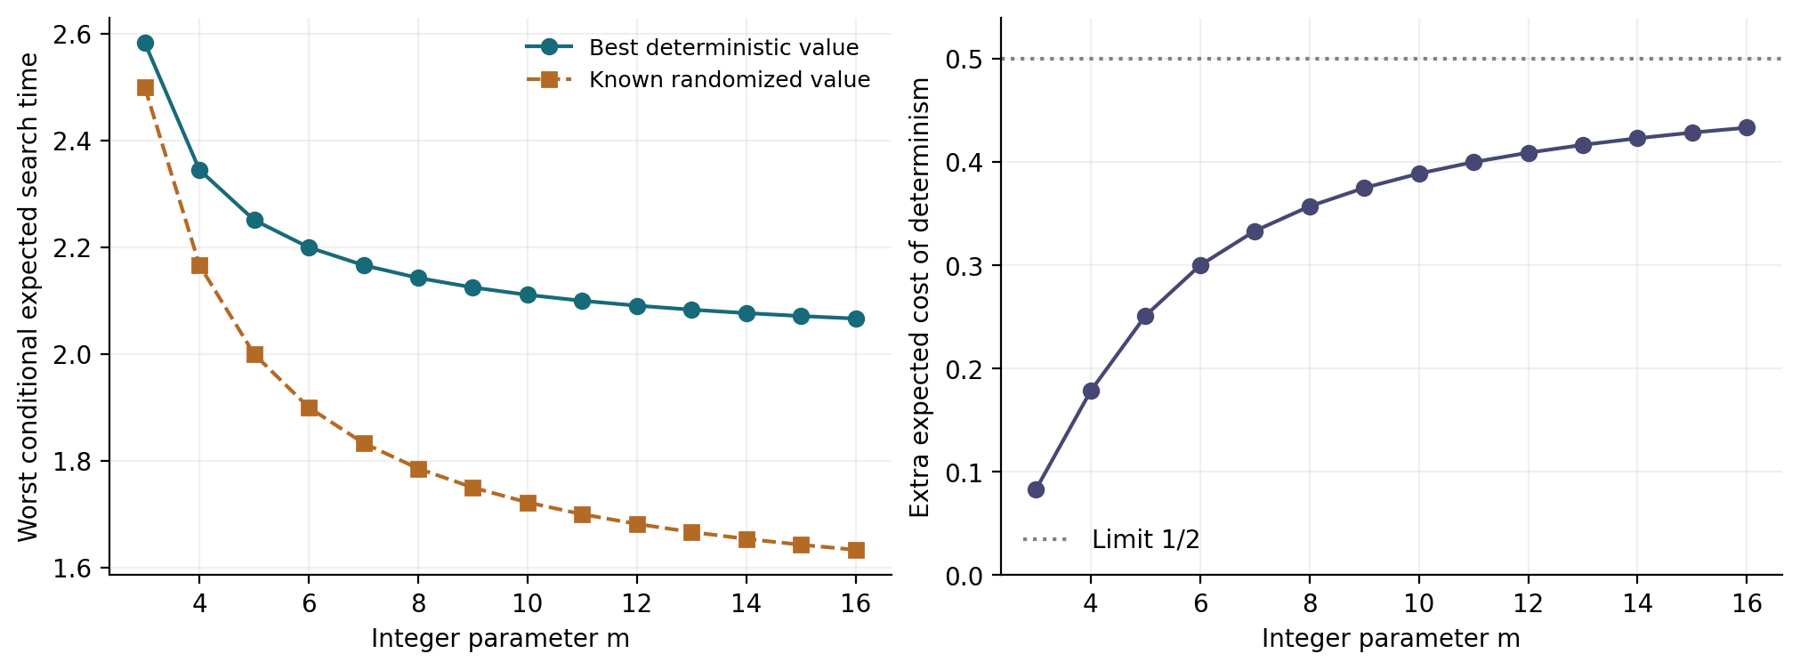 Worst conditional expected search time
2.6
2.4
2.2
2.0
1.8
1.6
Best deterministic value
Known randomized value
4 6 8 10 12 14 16
Integer parameter m
Extra expected cost of determinism
0.5
0.4
0.3
0.2
0.1
0.0
Limit 1/2
4 6 8 10 12 14 16
Integer parameter m